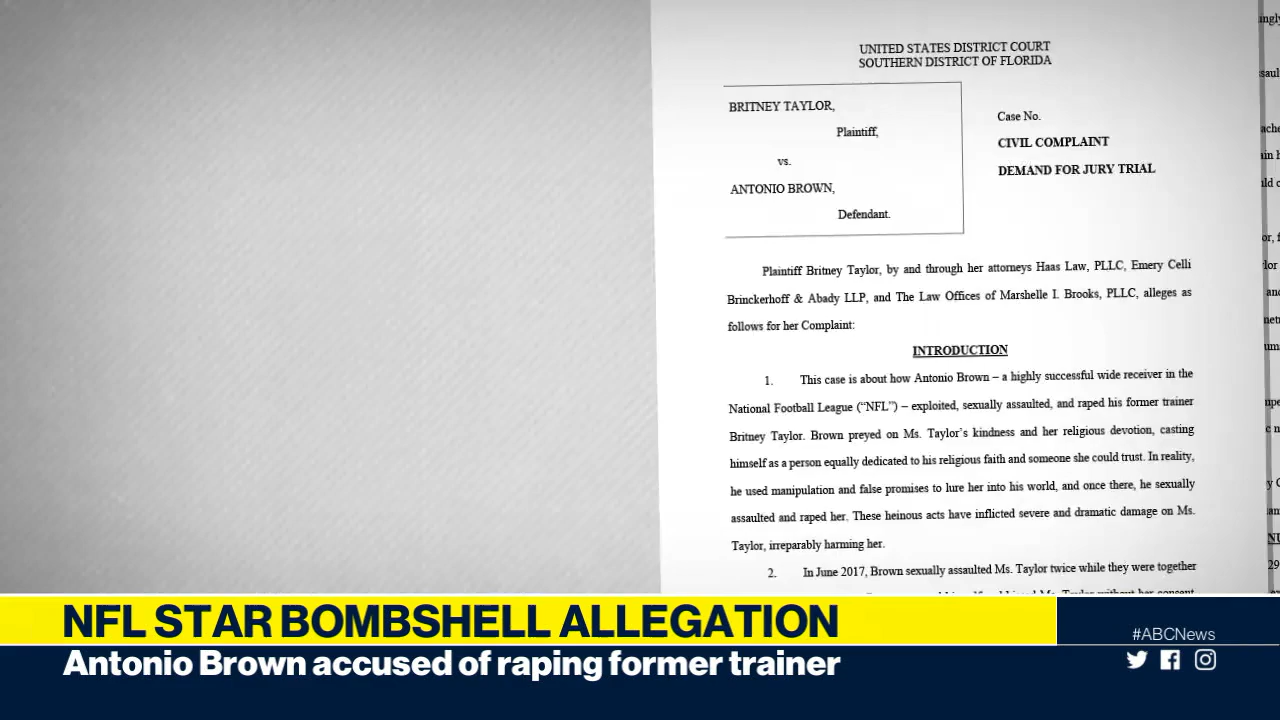 UNITED STATES DISTRICT COURT
SOUTHERN DISTRICT OF FLORIDA
BRITNEY TAYLOR,
Plaintiff,
vs.
ANTONIO BROWN,
Defendant.
Case No.
CIVIL COMPLAINT
DEMAND FOR JURY TRIAL
Plaintiff Britney Taylor, by and through her attorneys Haas Law, PLLC, Emery Celli
Brinckerhoff & Abady LLP, and The Law Offices of Marshelle I. Brooks, PLLC, alleges as
follows for her Complaint:
INTRODUCTION
1. This case is about how Antonio Brown – a highly successful wide receiver in the
National Football League (“NFL”) – exploited, sexually assaulted, and raped his former trainer
Britney Taylor. Brown preyed on Ms. Taylor’s kindness and her religious devotion, casting
himself as a person equally dedicated to his religious faith and someone she could trust. In reality,
he used manipulation and false promises to lure her into his world, and once there, he sexually
assaulted and raped her. These heinous acts have inflicted severe and dramatic damage on Ms.
Taylor, irreparably harming her.
2. In June 2017, Brown sexually assaulted Ms. Taylor twice while they were together
NFL STAR BOMBSHELL ALLEGATION
Antonio Brown accused of raping former trainer
#ABCNews